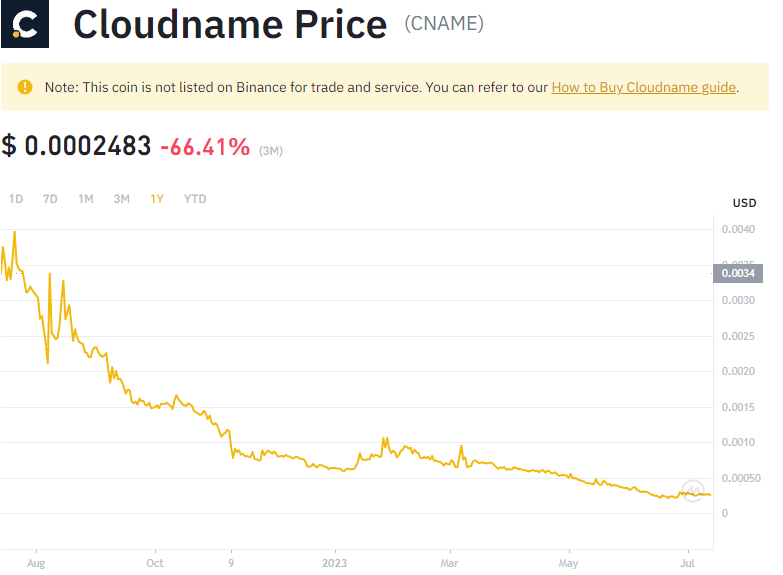 Cloudname Price (CNAME)
Note: This coin is not listed on Binance for trade and service. You can refer to our How to Buy Cloudname guide.
$ 0.0002483 -66.41% (3M)
1D 7D 1M 3M 1Y YTD
USD
0.0040
0.0035
0.0034
0.0030
0.0025
0.0020
0.0015
0.0010
0.00050
0
Aug Oct 9 2023 Mar May Jul